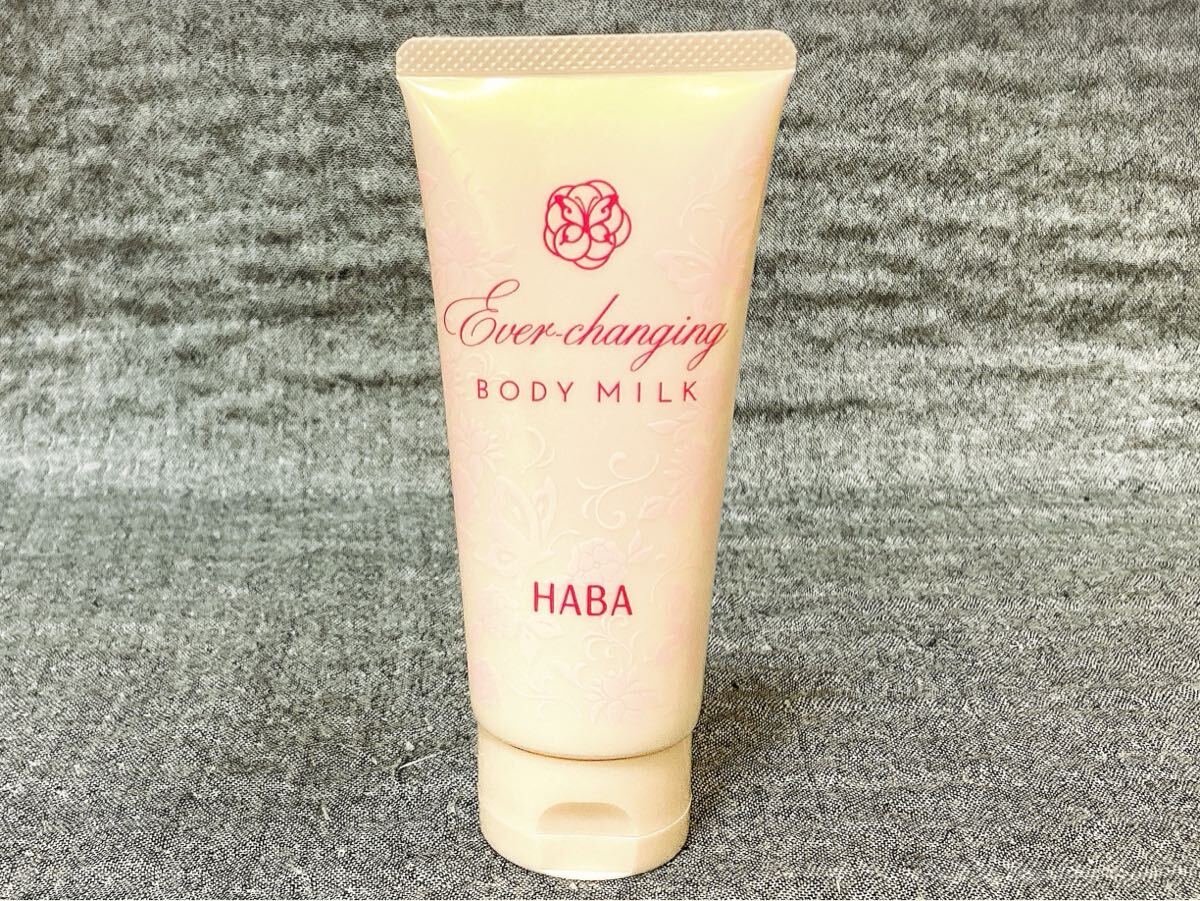 Ever-changing
BODY MILK
HABA